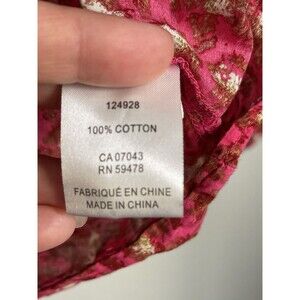 124928
100% COTTON
CA 07043
RN 59478
FABRIQUÉ EN CHINE
MADE IN CHINA